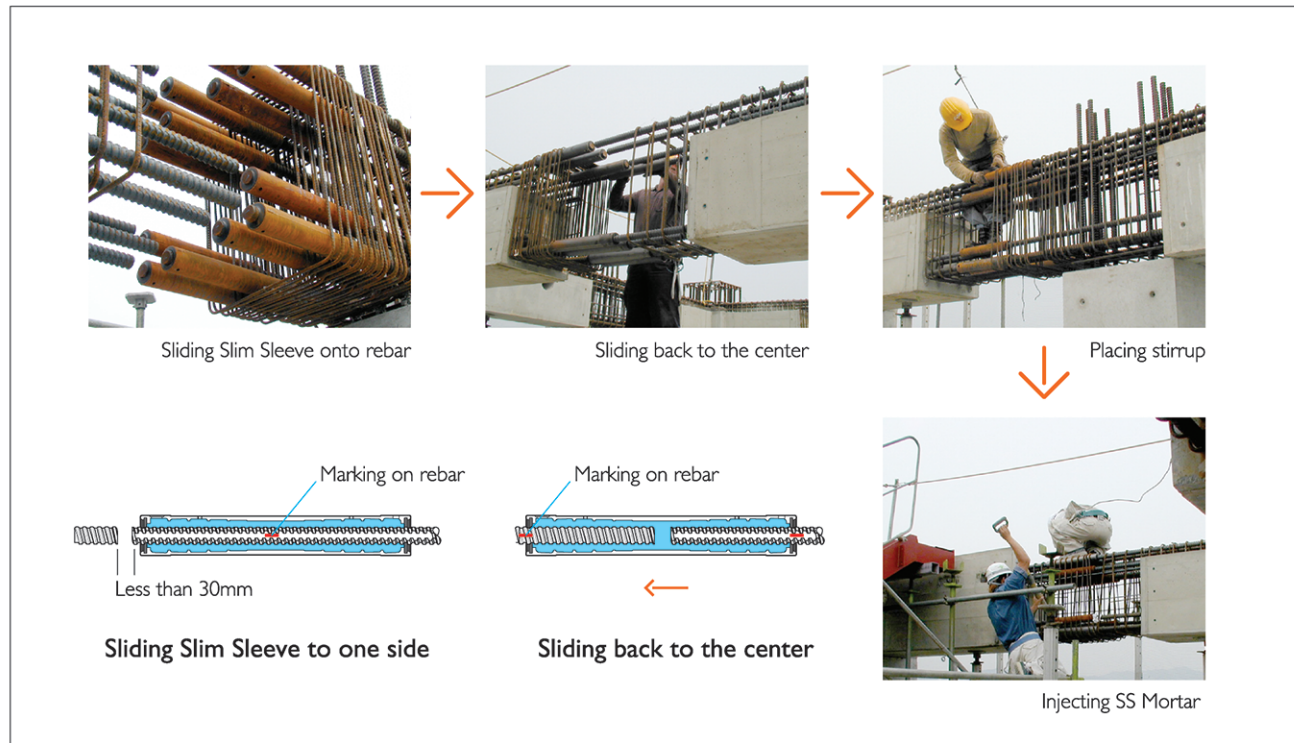 Sliding Slim Sleeve onto rebar
Sliding back to the center
Placing stirrup
Marking on rebar
Less than 30mm
Sliding Slim Sleeve to one side
Marking on rebar
Sliding back to the center
Injecting SS Mortar